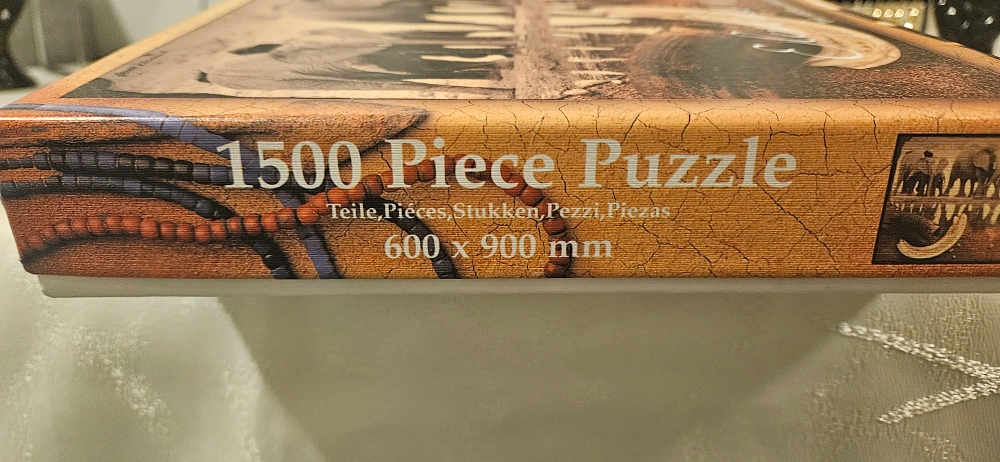 1500 Piece Puzzle
Teile,Piéces,Stukken,Pezzi,Piezas
600 x 900 mm